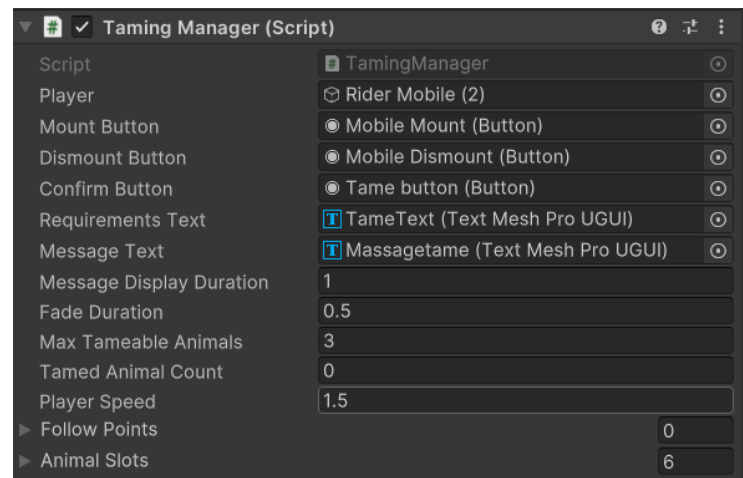 Taming Manager (Script)
Script TamingManager
Player Rider Mobile (2)
Mount Button Mobile Mount (Button)
Dismount Button Mobile Dismount (Button)
Confirm Button Tame button (Button)
Requirements Text TameText (Text Mesh Pro UGUI)
Message Text Massagetame (Text Mesh Pro UGUI)
Message Display Duration 1
Fade Duration 0.5
Max Tameable Animals 3
Tamed Animal Count 0
Player Speed 1.5
Follow Points 0
Animal Slots 6